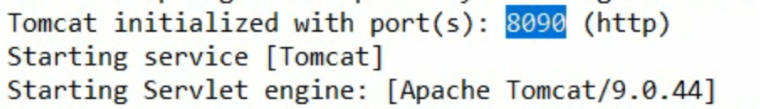 Tomcat initialized with port(s): 8090 (http)
Starting service [Tomcat]
Starting Servlet engine: [Apache Tomcat/9.0.44]